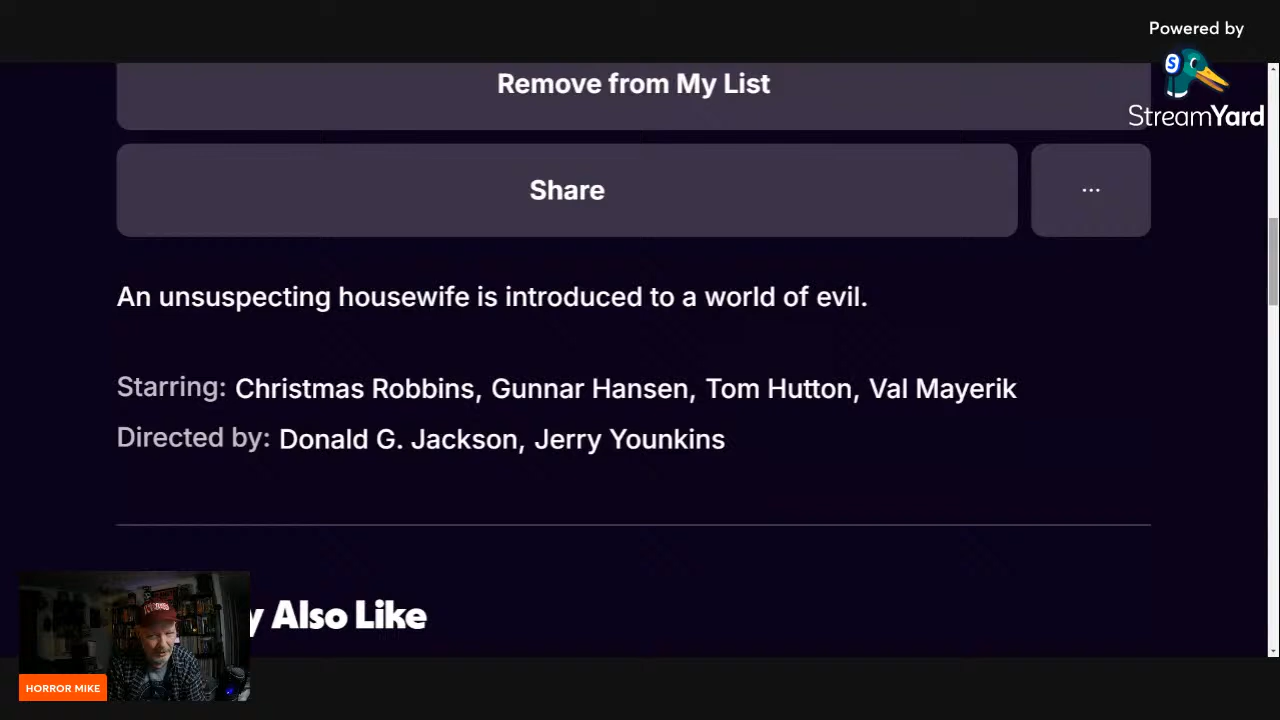 Powered by
StreamYard
Remove from My List
Share
...
An unsuspecting housewife is introduced to a world of evil.
Starring: Christmas Robbins, Gunnar Hansen, Tom Hutton, Val Mayerik
Directed by: Donald G. Jackson, Jerry Younkins
y Also Like
HORROR MIKE